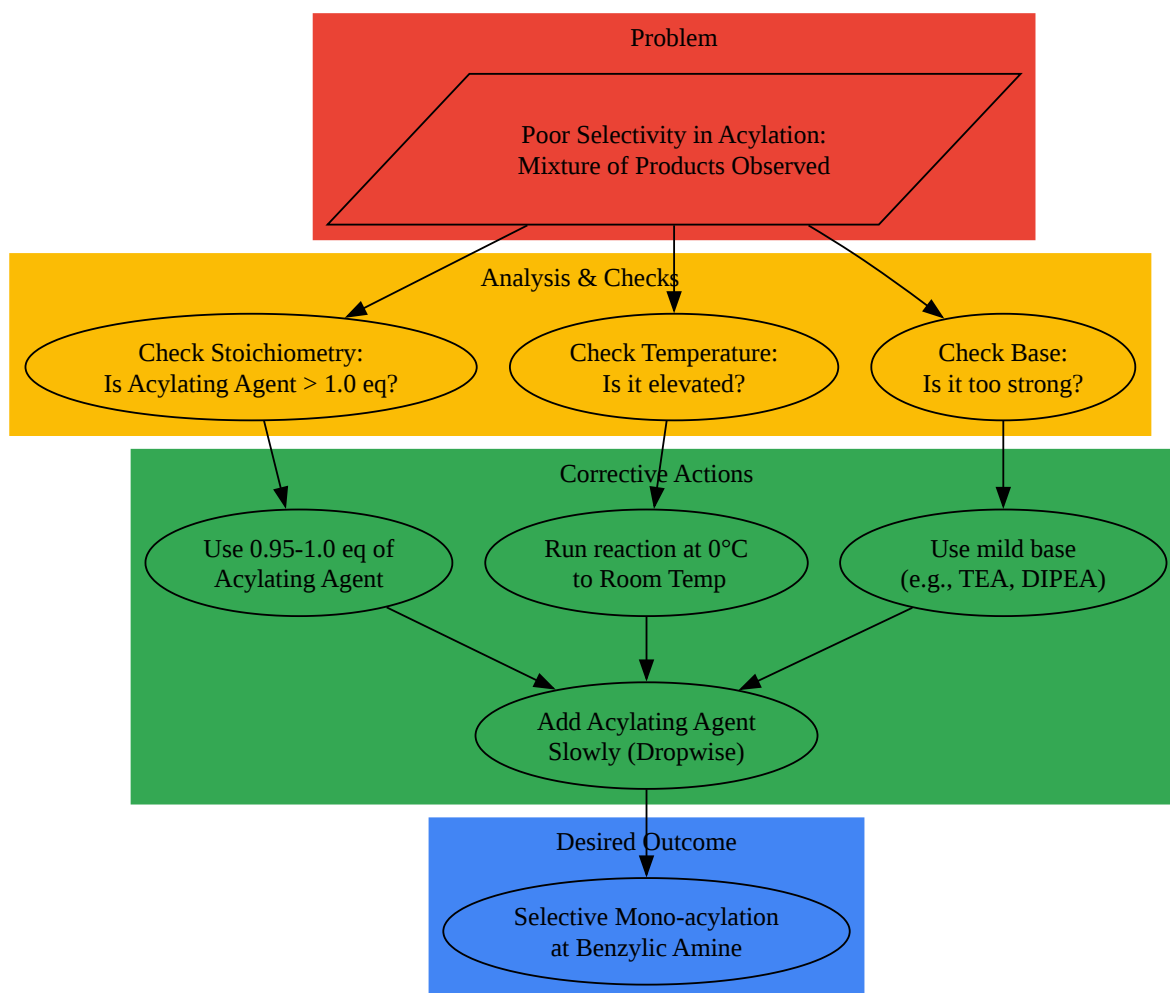 Problem
Poor Selectivity in Acylation:
Mixture of Products Observed
Analysis & Checks
Check Stoichiometry:
Is Acylating Agent > 1.0 eq?
Check Temperature:
Is it elevated?
Check Base:
Is it too strong?
Corrective Actions
Use 0.95-1.0 eq of
Acylating Agent
Run reaction at 0°C
to Room Temp
Use mild base
(e.g., TEA, DIPEA)
Add Acylating Agent
Slowly (Dropwise)
Desired Outcome
Selective Mono-acylation
at Benzylic Amine